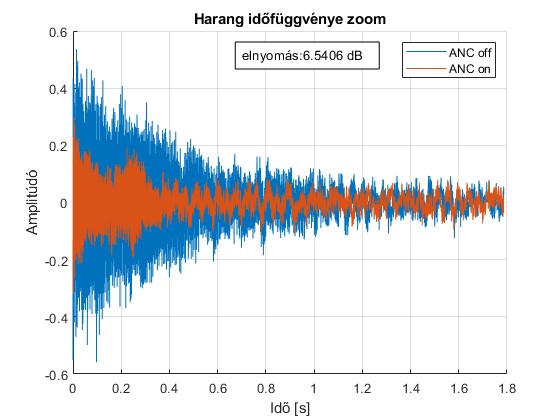 Harang időfüggvénye zoom
elnyomás:6.5406 dB
ANC off
ANC on
0.6
0.4
0.2
0
-0.2
-0.4
-0.6
Amplitúdó
0 0.2 0.4 0.6 0.8 1 1.2 1.4 1.6 1.8
Idő [s]